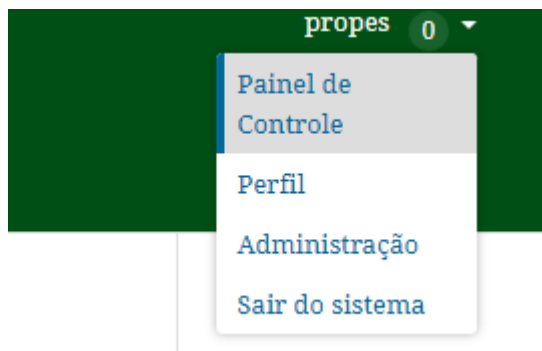 propes 0
Painel de
Controle
Perfil
Administração
Sair do sistema